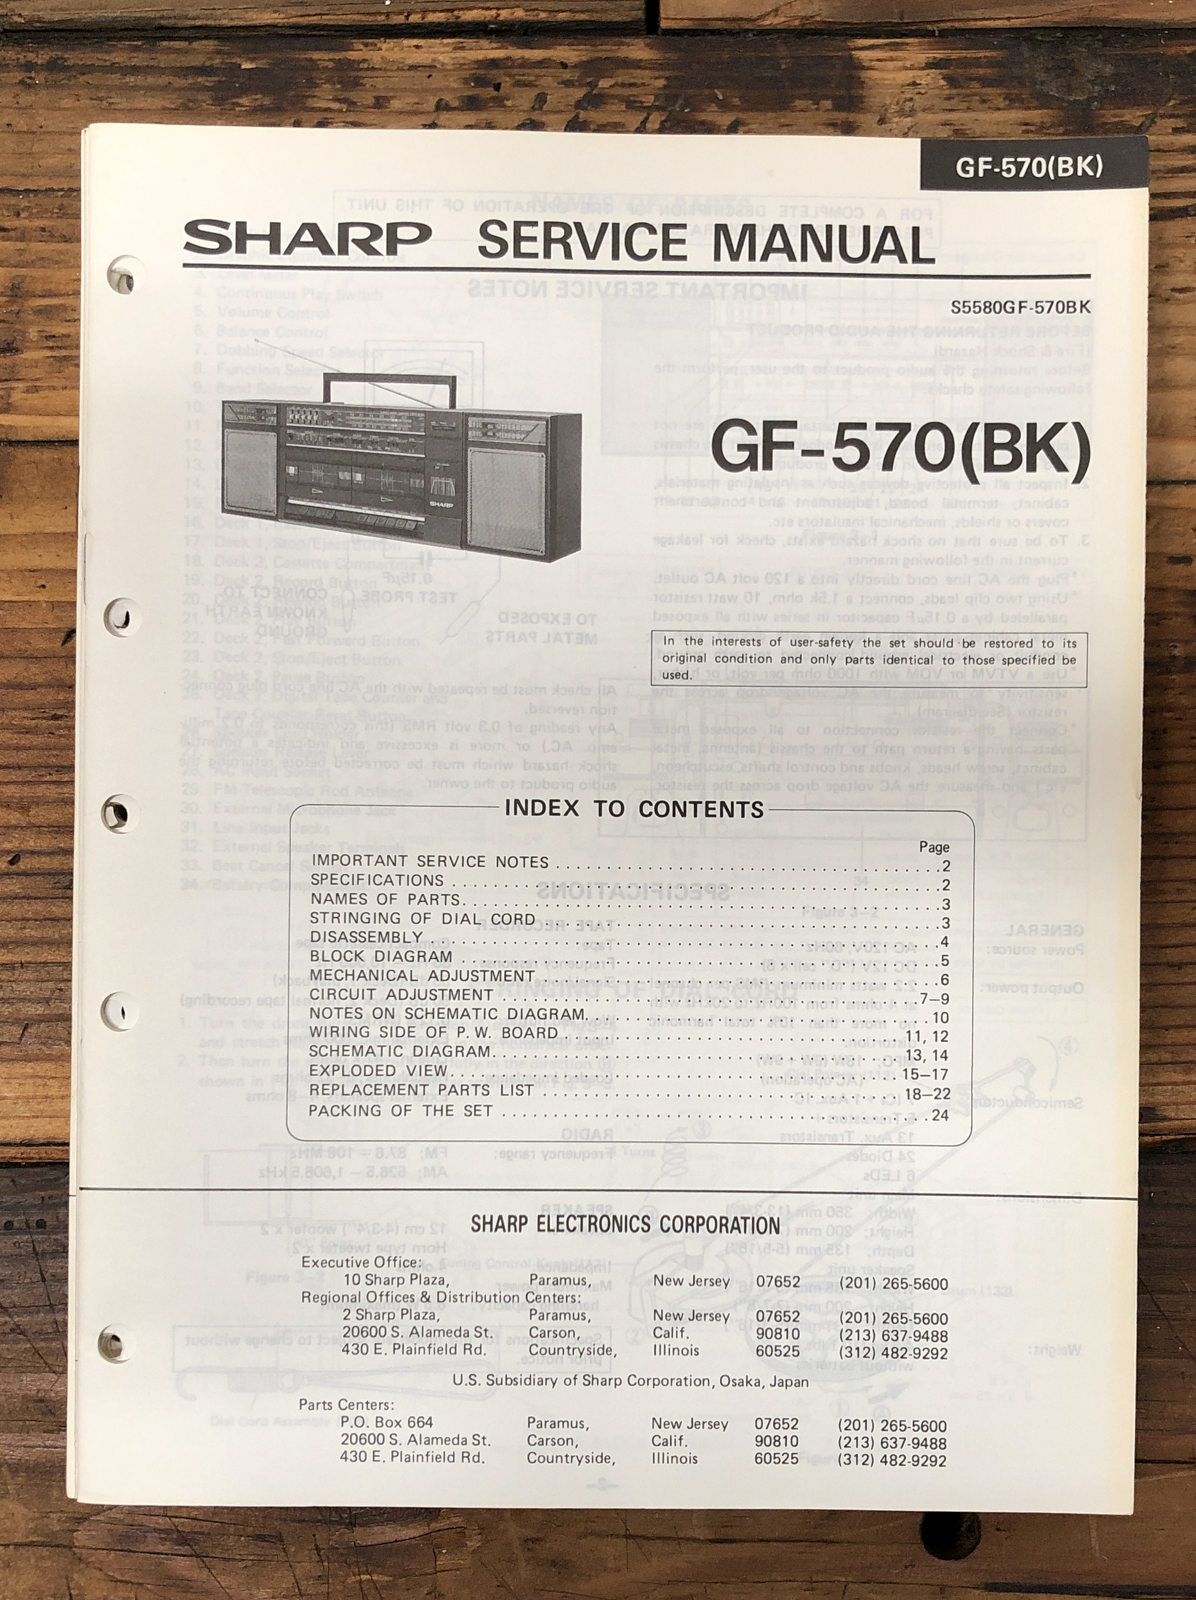 GF-570(BK)
SHARP SERVICE MANUAL
S5580GF-570BK
GF-570(BK)
SHARP
In the interests of user-safety the set should be restored to its
original condition and only parts identical to those specified be
used.
INDEX TO CONTENTS
Page
IMPORTANT SERVICE NOTES . . . . . . . . . . . . . . . . . . . . 2
SPECIFICATIONS . . . . . . . . . . . . . . . . . . . . 2
NAMES OF PARTS . . . . . . . . . . . . . . . . . . . . 3
STRINGING OF DIAL CORD . . . . . . . . . . . . . . . . . . . . 3
DISASSEMBLY . . . . . . . . . . . . . . . . . . . . 4
BLOCK DIAGRAM . . . . . . . . . . . . . . . . . . . . 5
MECHANICAL ADJUSTMENT . . . . . . . . . . . . . . . . . . . . 6
CIRCUIT ADJUSTMENT . . . . . . . . . . . . . . . . . . . . 7–9
NOTES ON SCHEMATIC DIAGRAM . . . . . . . . . . . . . . . . . . . . 10
WIRING SIDE OF P.W. BOARD . . . . . . . . . . . . . . . . . . . . 11, 12
SCHEMATIC DIAGRAM . . . . . . . . . . . . . . . . . . . . 13, 14
EXPLODED VIEW . . . . . . . . . . . . . . . . . . . . 15–17
REPLACEMENT PARTS LIST . . . . . . . . . . . . . . . . . . . . 18–22
PACKING OF THE SET . . . . . . . . . . . . . . . . . . . . 24
SHARP ELECTRONICS CORPORATION
Executive Office:
10 Sharp Plaza, Paramus, New Jersey 07652 (201) 265-5600
Regional Offices & Distribution Centers:
2 Sharp Plaza, Paramus, New Jersey 07652 (201) 265-5600
20600 S. Alameda St. Carson, Calif. 90810 (213) 637-9488
430 E. Plainfield Rd. Countryside, Illinois 60525 (312) 482-9292
U.S. Subsidiary of Sharp Corporation, Osaka, Japan
Parts Centers:
P.O. Box 664 Paramus, New Jersey 07652 (201) 265-5600
20600 S. Alameda St. Carson, Calif. 90810 (213) 637-9488
430 E. Plainfield Rd. Countryside, Illinois 60525 (312) 482-9292